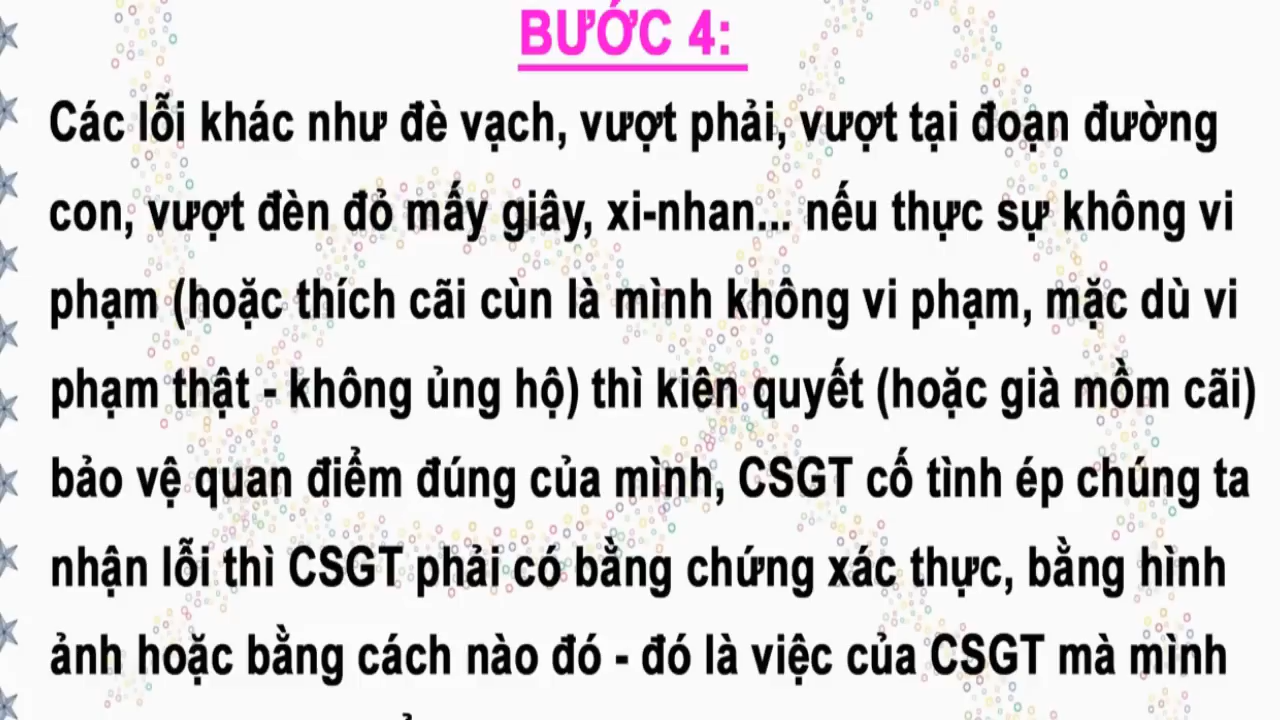 BƯỚC 4:
Các lỗi khác như đè vạch, vượt phải, vượt tại đoạn đường
con, vượt đèn đỏ mấy giây, xi-nhan... nếu thực sự không vi
phạm (hoặc thích cãi cùn là mình không vi phạm, mặc dù vi
phạm thật - không ủng hộ) thì kiên quyết (hoặc già mồm cãi)
bảo vệ quan điểm đúng của mình, CSGT cố tình ép chúng ta
nhận lỗi thì CSGT phải có bằng chứng xác thực, bằng hình
ảnh hoặc bằng cách nào đó - đó là việc của CSGT mà mình